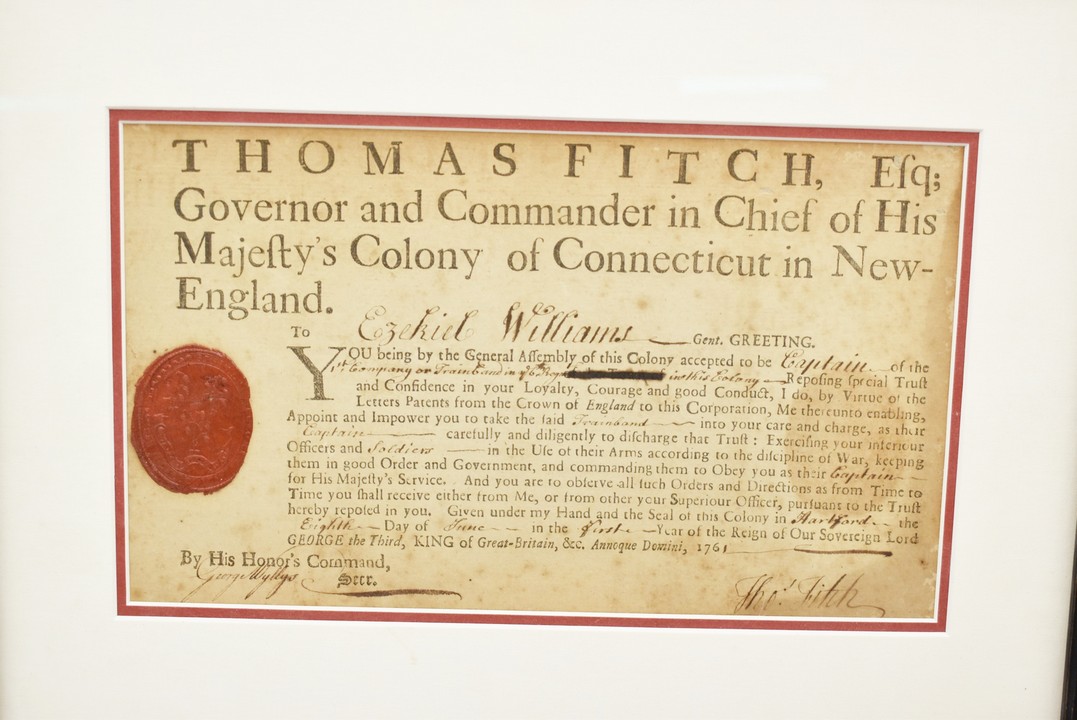 THOMAS FITCH, Eſq;
Governor and Commander in Chief of His
Majeſty's Colony of Connecticut in New-
England.
To Ezekiel Williams Gent. GREETING.
YOU being by the General Aſſembly of this Colony accepted to be Captain of the
Company or Trainband in in this Colony Repoſing ſpecial Truſt
and Confidence in your Loyalty, Courage and good Conduct, I do, by Virtue of the
Letters Patents from the Crown of England to this Corporation, Me thereunto enabling,
Appoint and Impower you to take the ſaid Trainband into your care and charge, as their
Captain carefully and diligently to diſcharge that Truſt: Exerciſing your inferiour
Officers and Soldiers in the Uſe of their Arms according to the diſcipline of War, keeping
them in good Order and Government, and commanding them to Obey you as their Captain
for His Majeſty's Service. And you are to obſerve all ſuch Orders and Directions as from Time to
Time you ſhall receive either from Me, or from other your Superiour Officer, purſuant to the Truſt
hereby repoſed in you. Given under my Hand and the Seal of this Colony in Hartford the
Eighth Day of June in the first Year of the Reign of Our Sovereign Lord
GEORGE the Third, KING of Great-Britain, &c. Annoque Domini, 1761
By His Honor's Command,
George Wyllys Secr.
Thos. Fitch